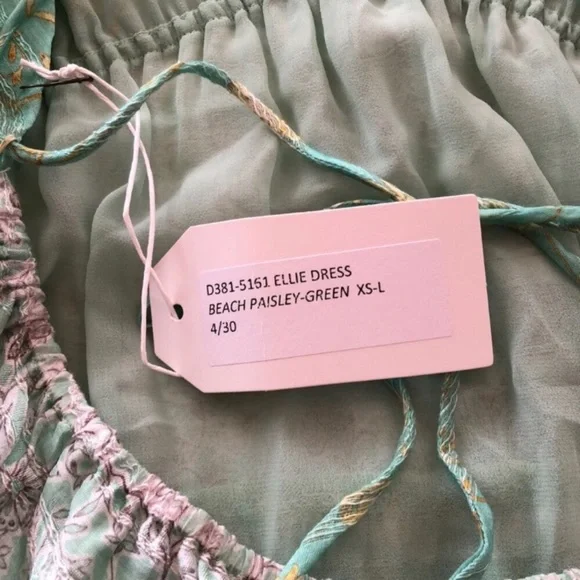 D381-5161 ELLIE DRESS
BEACH PAISLEY-GREEN XS-L
4/30